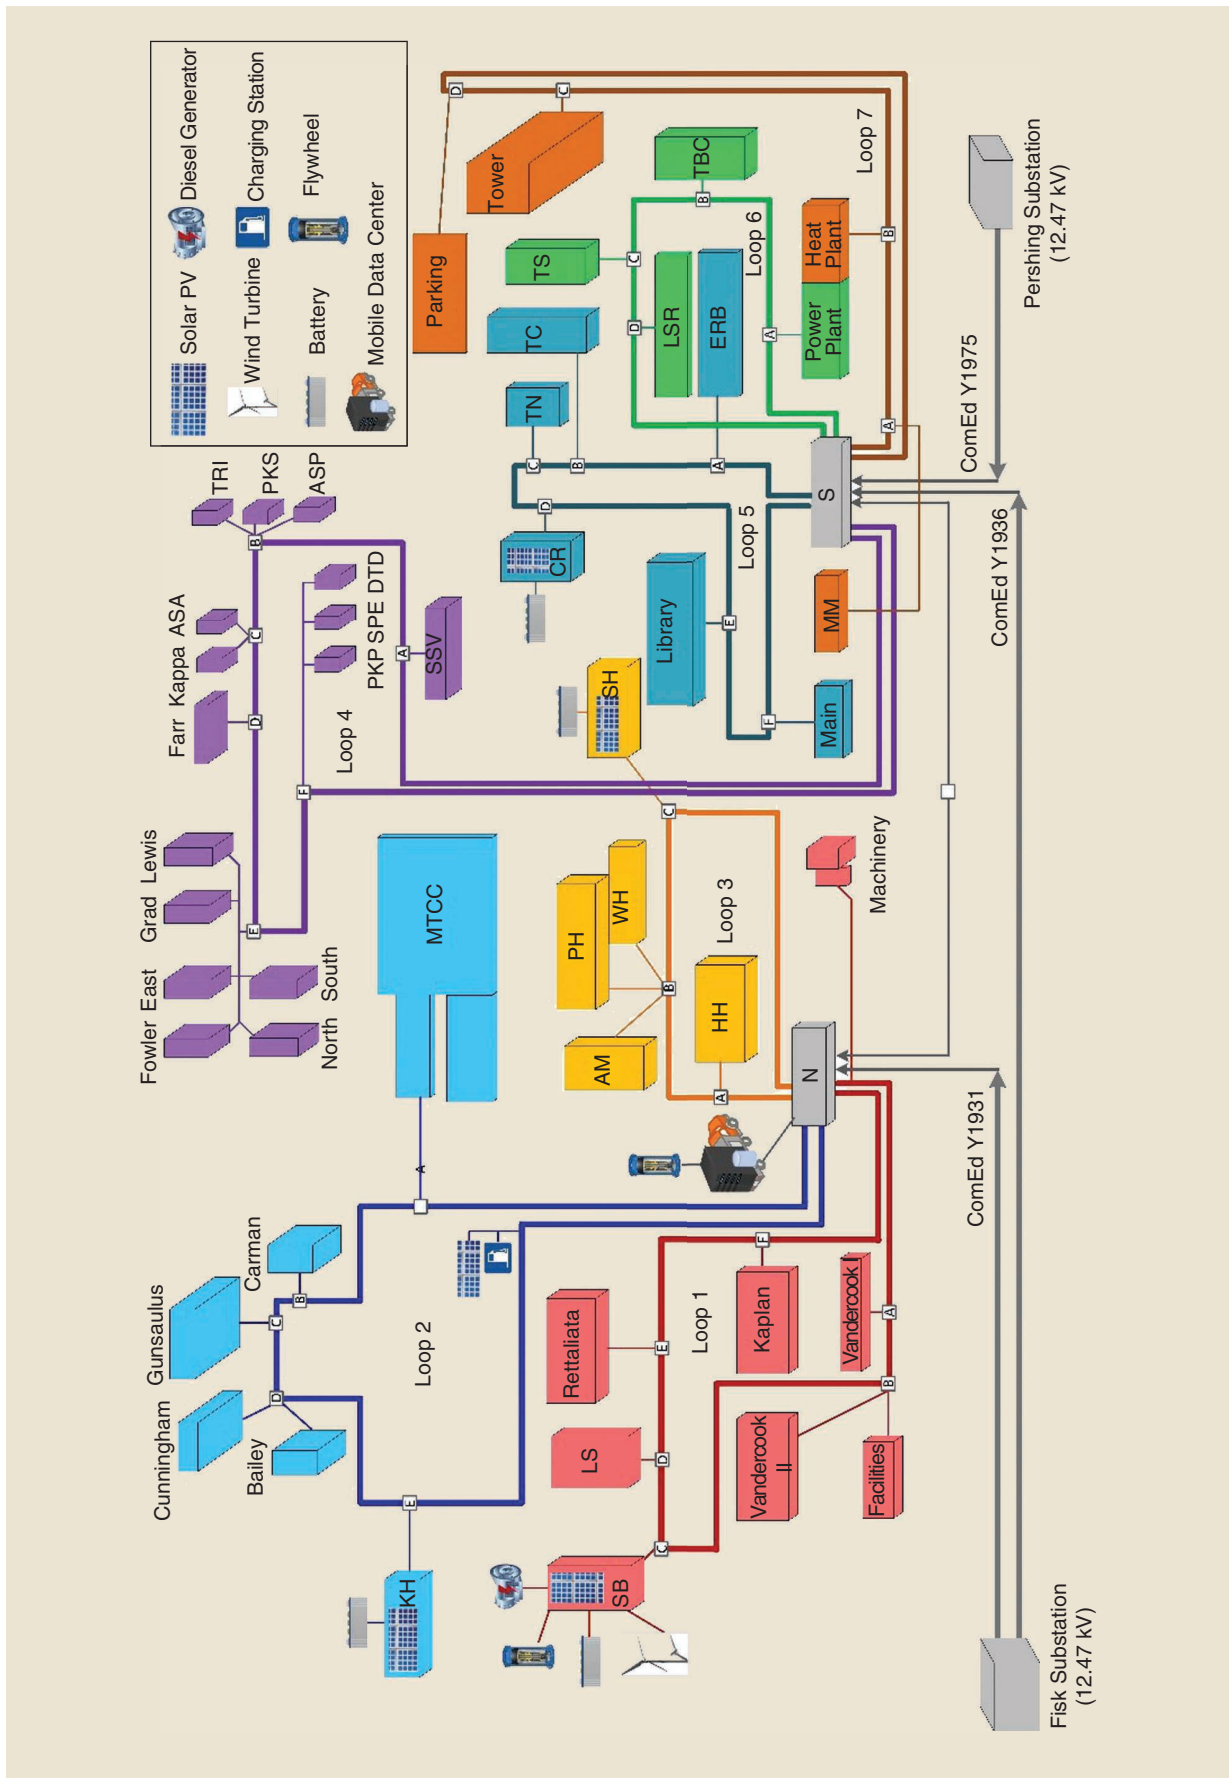 Solar PV
Diesel Generator
Wind Turbine
Charging Station
Battery
Flywheel
Mobile Data Center
Fowler
East
Grad
Lewis
Farr
Kappa
ASA
TRI
PKS
ASP
North
South
PKP
SPE
DTD
SSV
Loop 4
A
B
C
D
E
F
Cunningham
Gunsaulus
Carman
Bailey
KH
MTCC
Loop 2
A
B
C
D
E
AM
PH
WH
HH
SH
Loop 3
A
B
C
CR
TN
TC
ERB
Library
Main
Loop 5
A
B
C
D
E
F
TS
LSR
TBC
Power
Plant
Loop 6
A
B
C
D
Parking
Tower
Heat
Plant
MM
Loop 7
A
B
C
D
SB
LS
Rettaliata
Kaplan
Vandercook I
Vandercook
II
Facilities
Machinery
Loop 1
A
B
C
D
E
F
N
S
ComEd Y1931
ComEd Y1936
ComEd Y1975
Fisk Substation
(12.47 kV)
Pershing Substation
(12.47 kV)